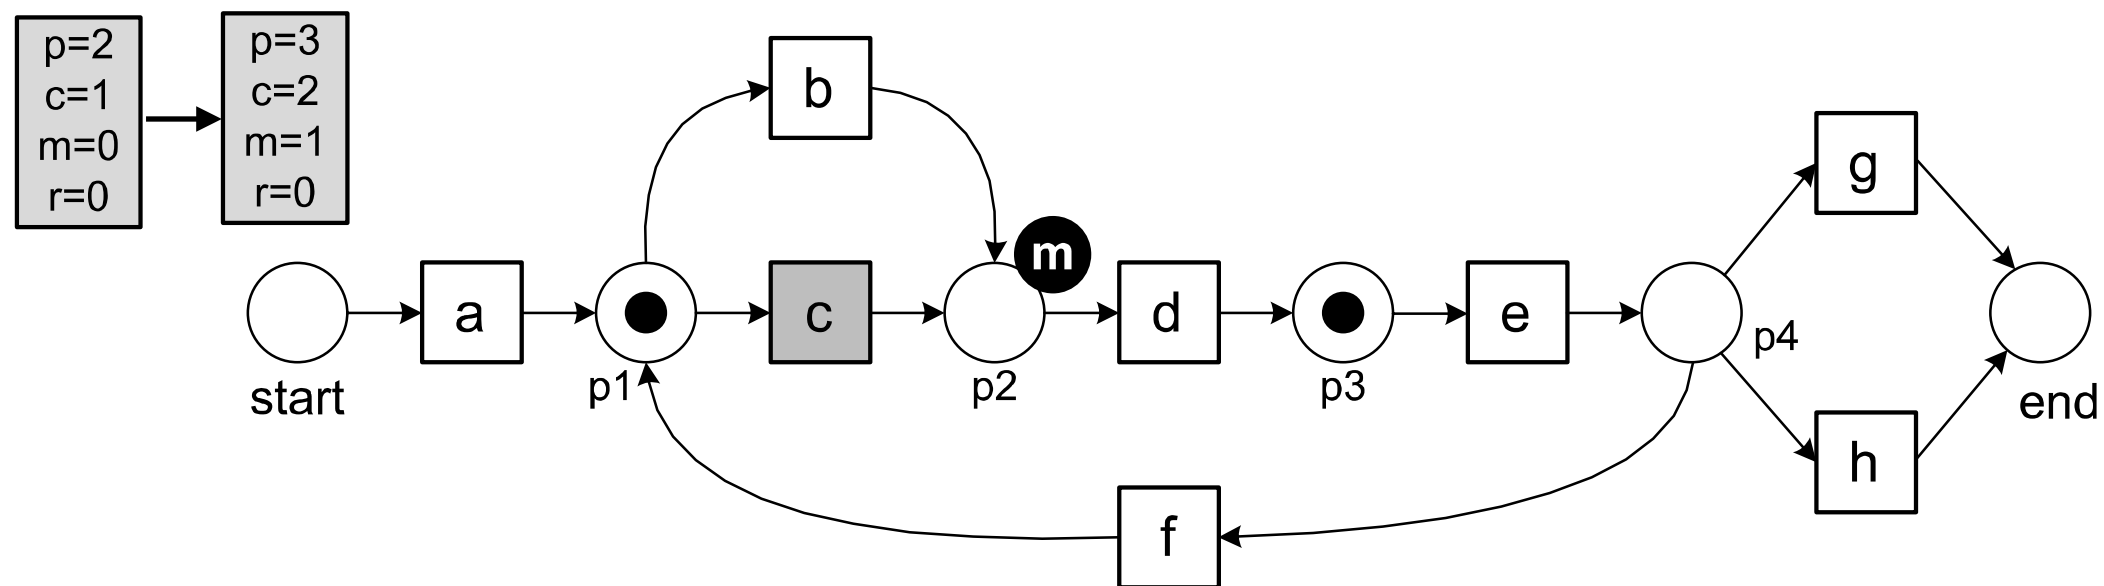 p=2
c=1
m=0
r=0
p=3
c=2
m=1
r=0
b
g
m
a
c
d
e
p4
start
p1
p2
p3
end
h
f